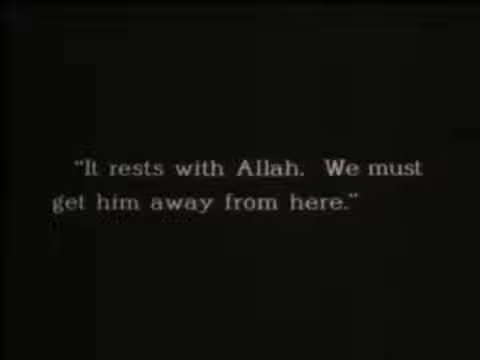 "It rests with Allah. We must
get him away from here."